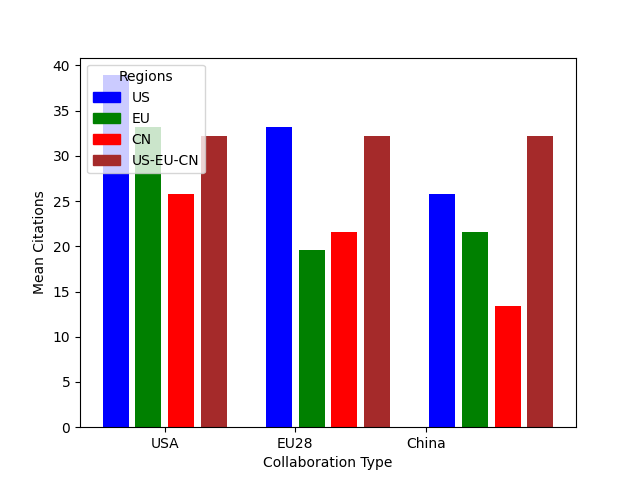 Regions
US
EU
CN
US-EU-CN
40
35
30
25
20
15
10
5
0
Mean Citations
USA EU28 China
Collaboration Type